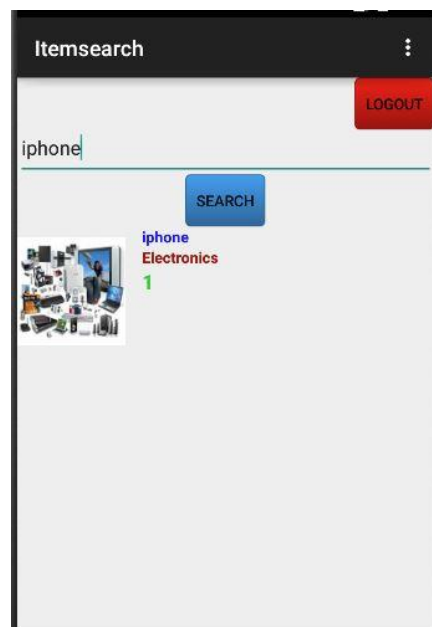 Itemsearch
LOGOUT
iphone
SEARCH
iphone
Electronics
1